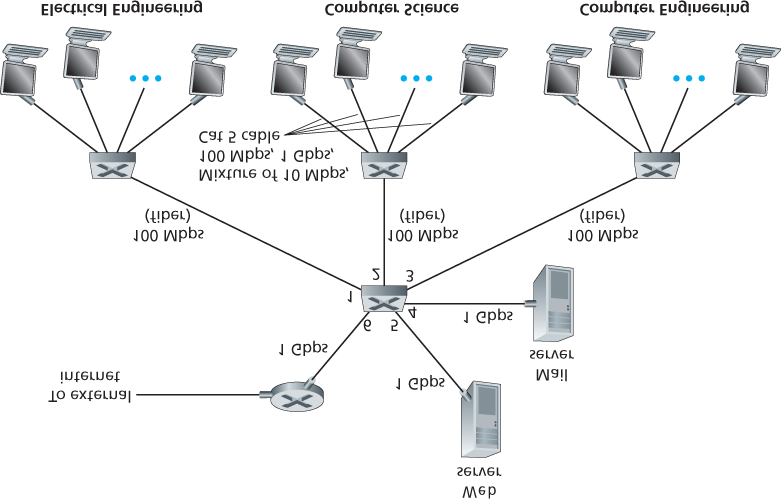 Electrical Engineering
Computer Science
Computer Engineering
Mixture of 10 Mbps,
100 Mbps, 1 Gbps,
Cat 5 cable
100 Mbps
(fiber)
100 Mbps
(fiber)
100 Mbps
(fiber)
1
2
3
4
5
6
1 Gbps
1 Gbps
1 Gbps
Mail
server
To external
internet
Web
server